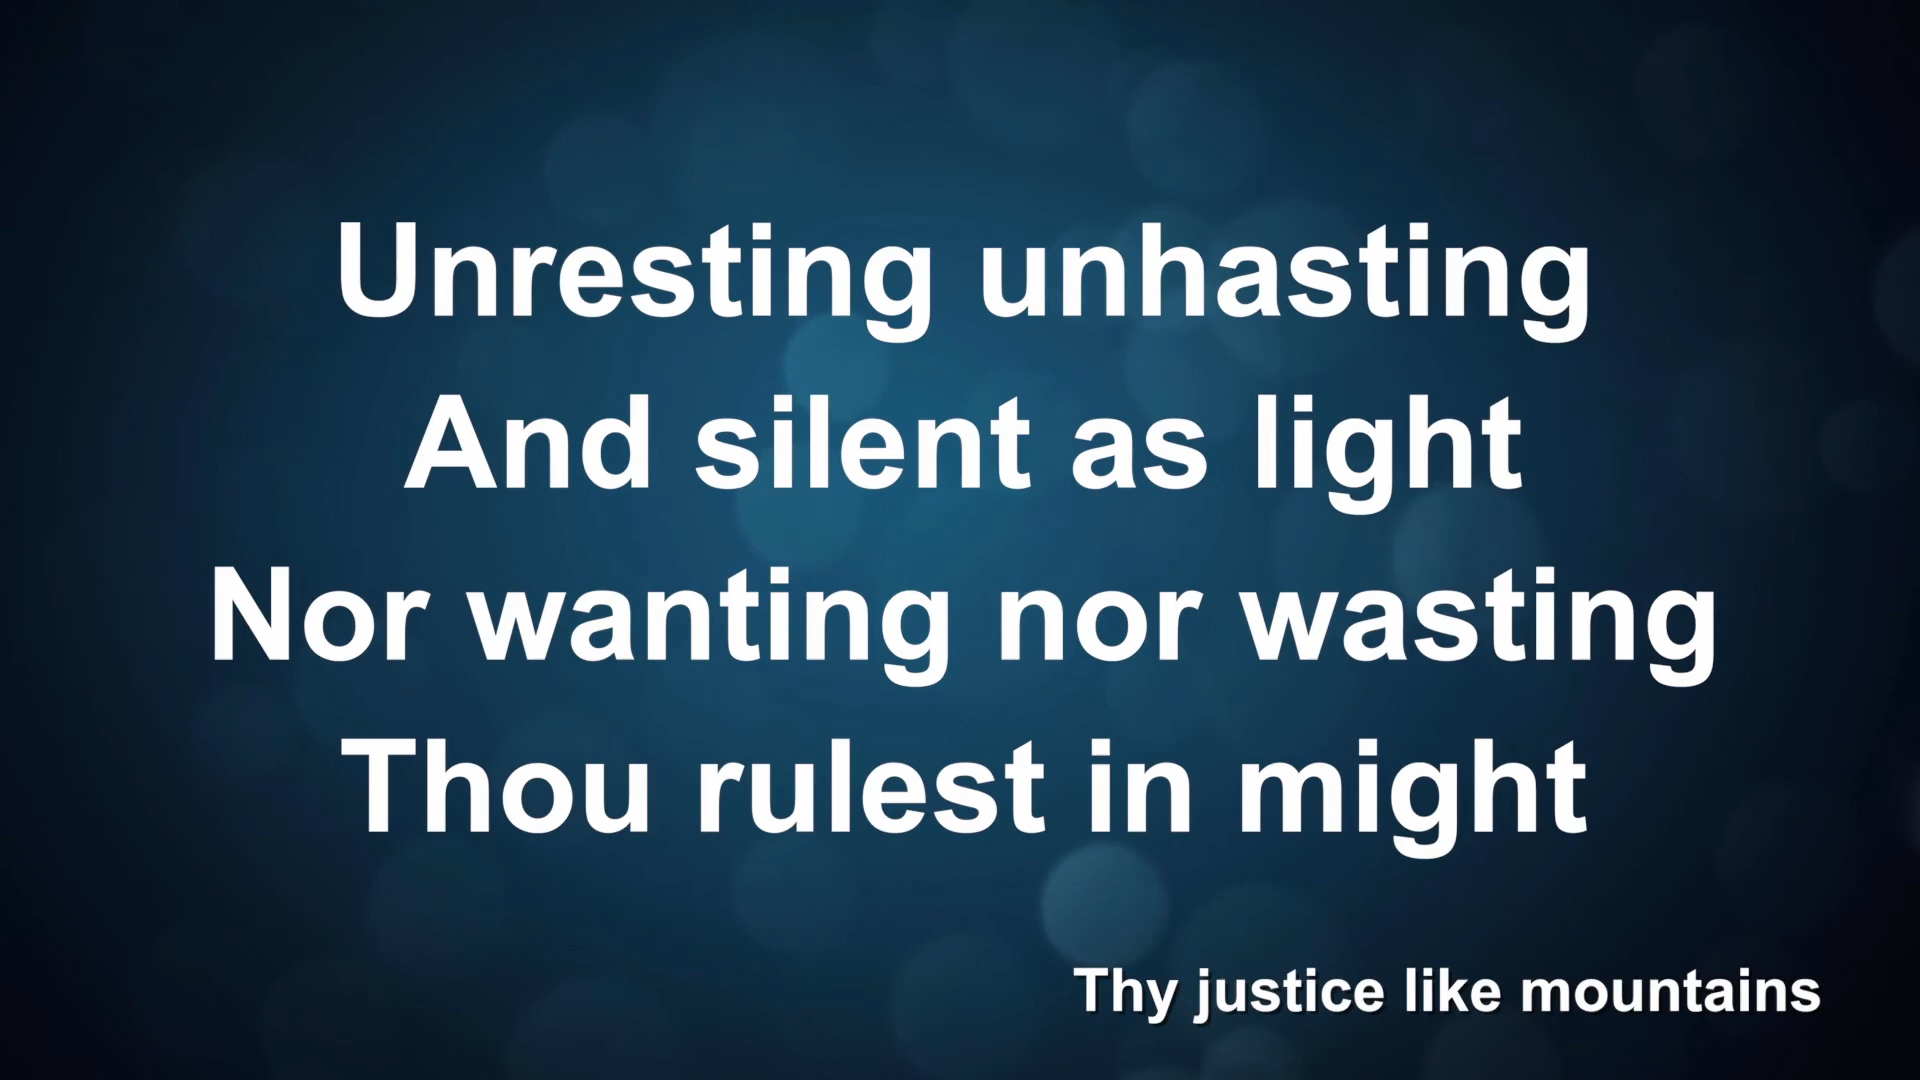 Unresting unhasting
And silent as light
Nor wanting nor wasting
Thou rulest in might
Thy justice like mountains